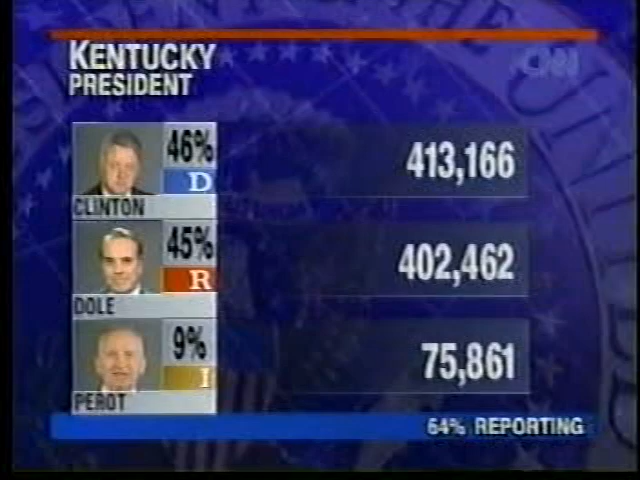 CNN
KENTUCKY
PRESIDENT
46%
D
413,166
CLINTON
45%
R
402,462
DOLE
9%
I
75,861
PEROT
64% REPORTING